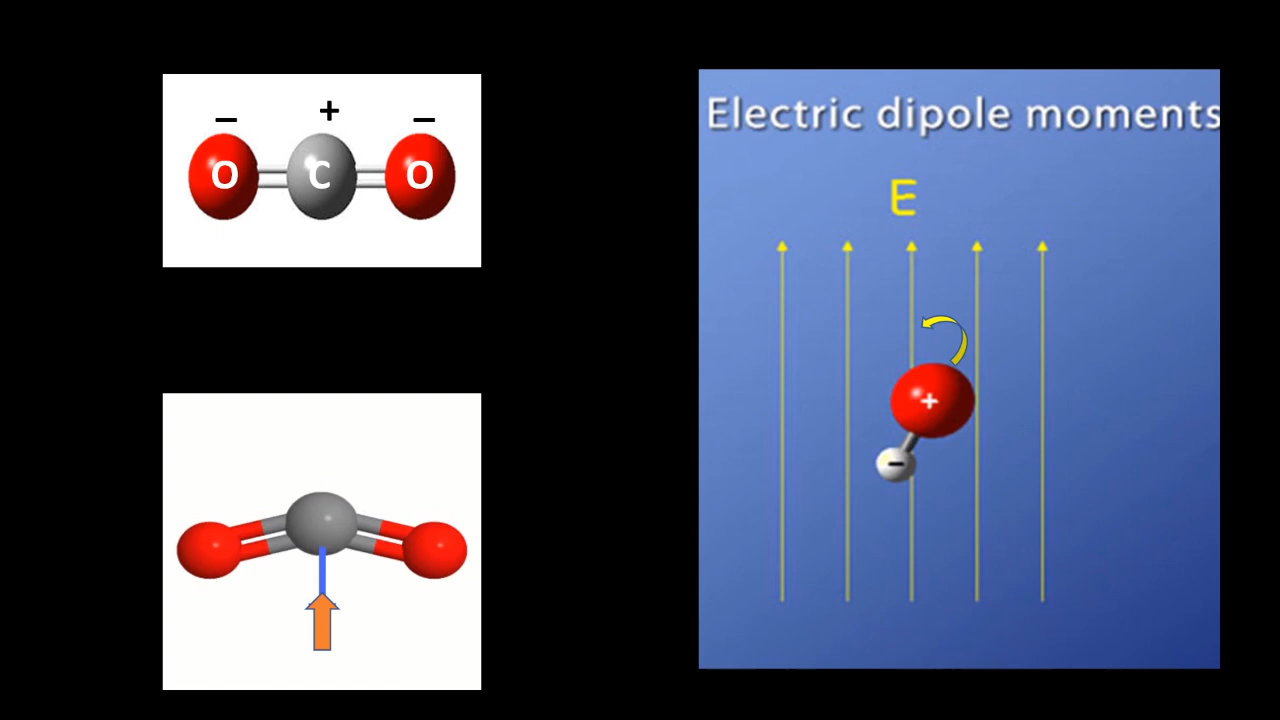 – + –
O C O
Electric dipole moments
E
+
-